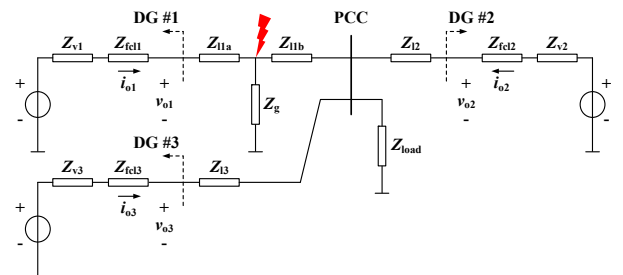 DG #1
PCC
DG #2
Zv1 Zfcl1 Zl1a Zl1b Zl2 Zfcl2 Zv2
+ io1 + + io2 +
vo1 Zg vo2
- - - -
DG #3
Zload
Zv3 Zfcl3 Zl3
+ io3 +
vo3
- -